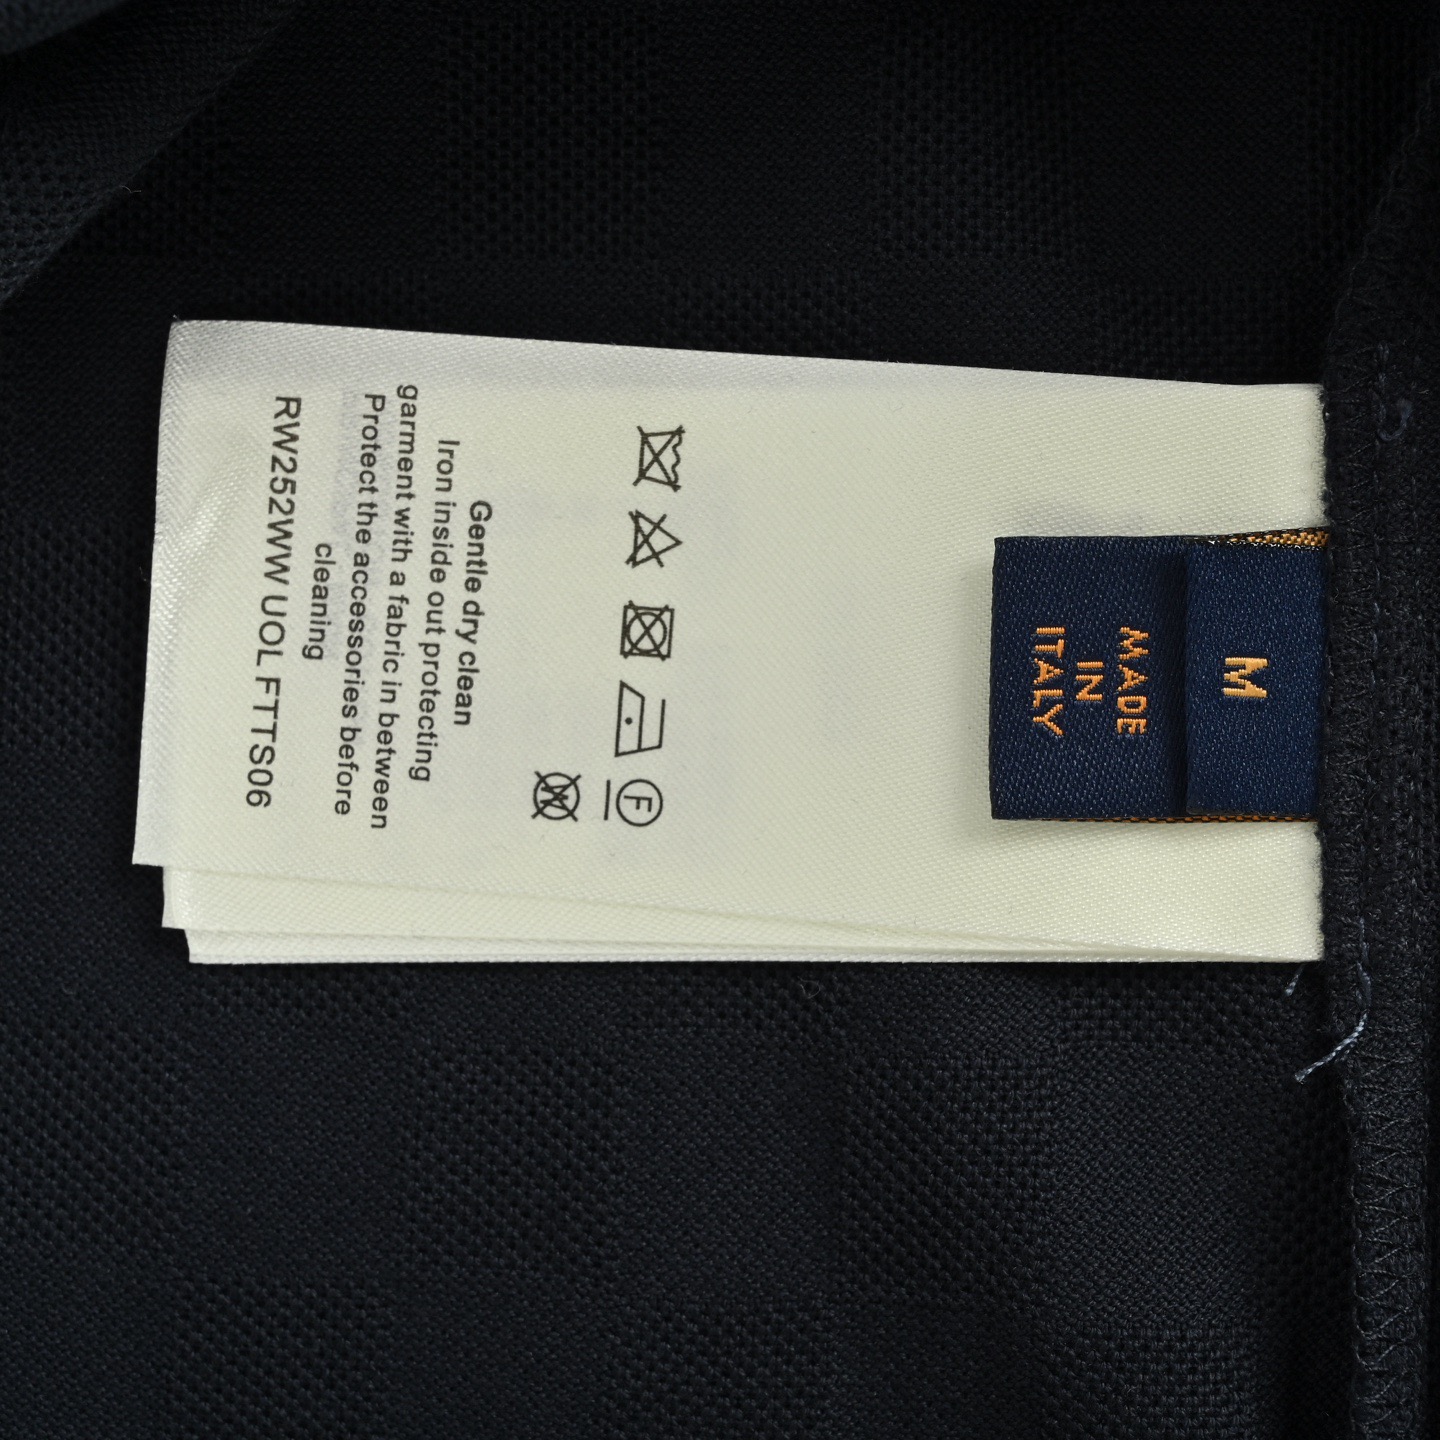 M
MADE
IN
ITALY
F
W
Gentle dry clean
Iron inside out protecting
garment with a fabric in between
Protect the accessories before
cleaning
RW252WW UOL FTTS06